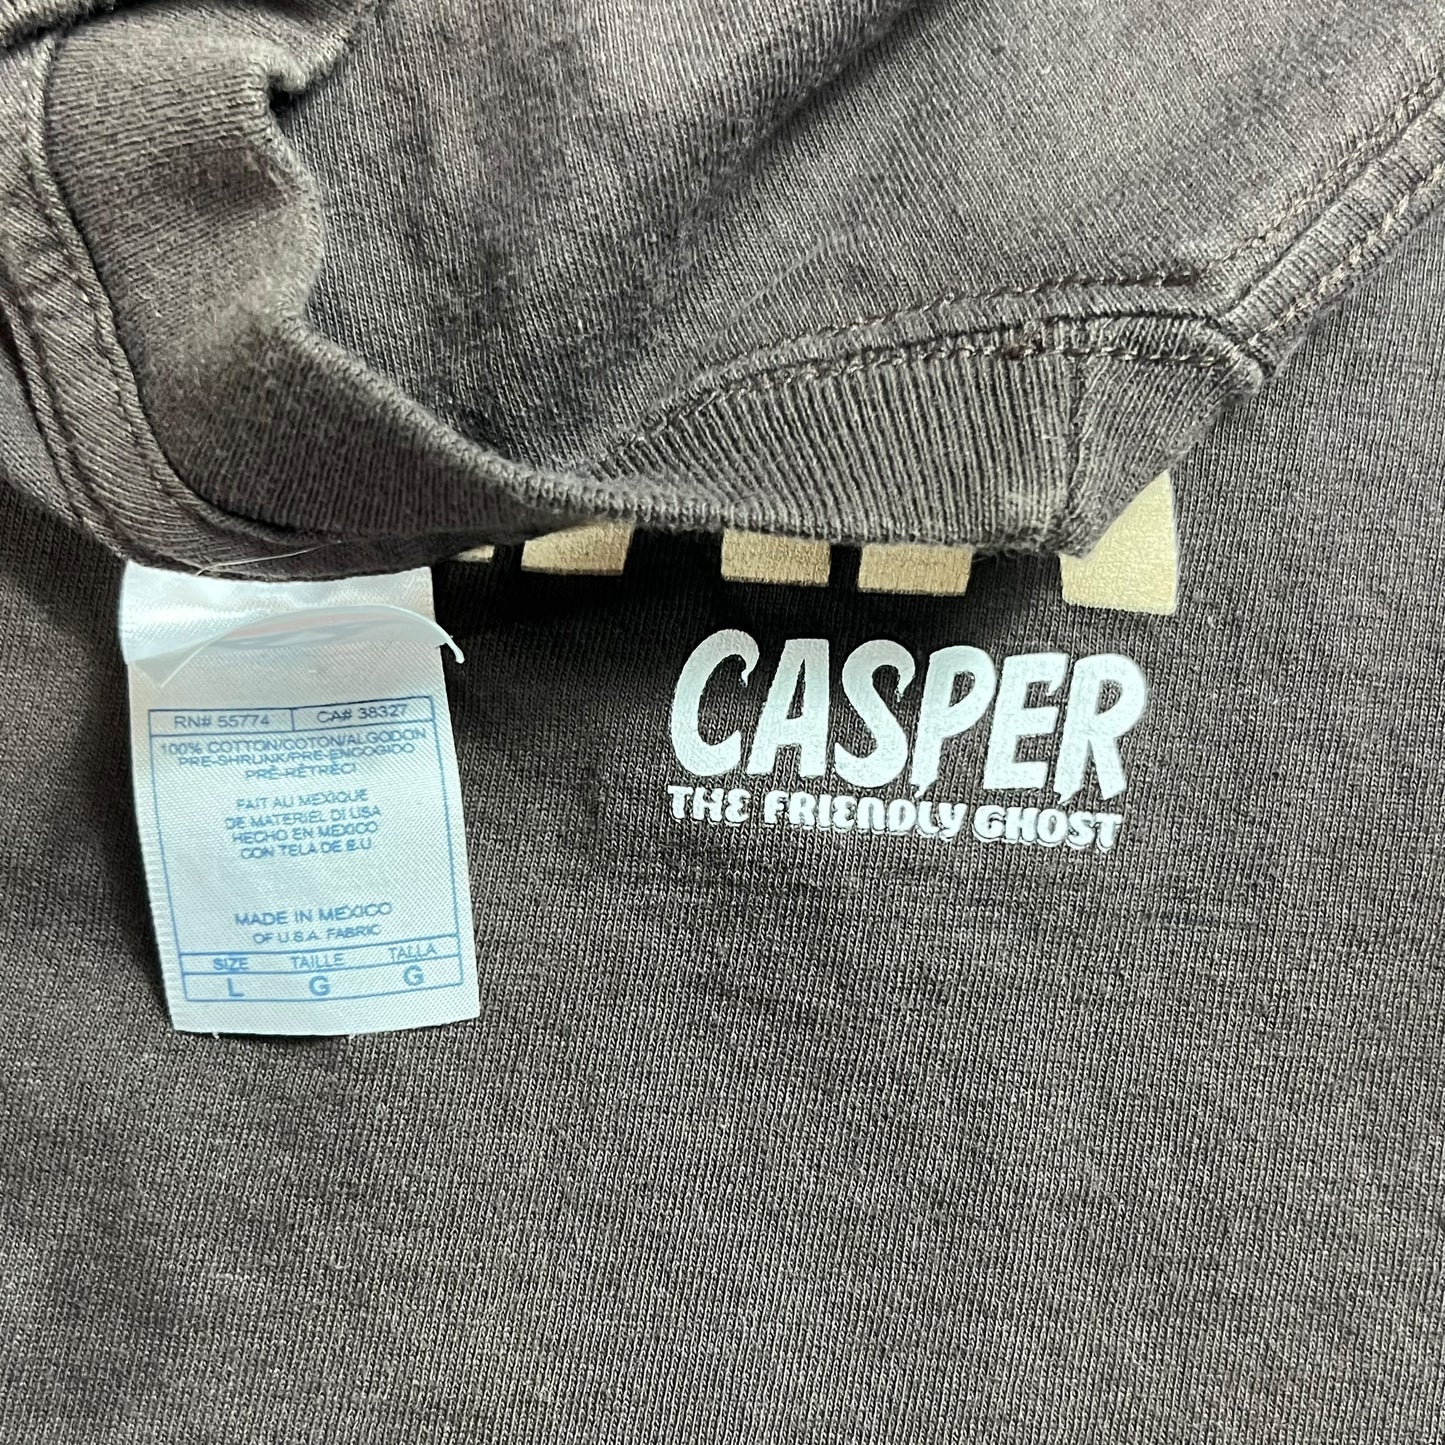 RN# 55774 CA# 38327
100% COTTON/COTON/ALGODON
PRE-SHRUNK/PRE-ENCOGIDO
PRÉ-RÉTRÉCI
FAIT AU MEXIQUE
DE MATERIEL DI USA
HECHO EN MEXICO
CON TELA DE E.U
MADE IN MEXICO
OF U.S.A. FABRIC
SIZE TAILLE TALLA
L G G
CASPER
THE FRIENDLY GHOST